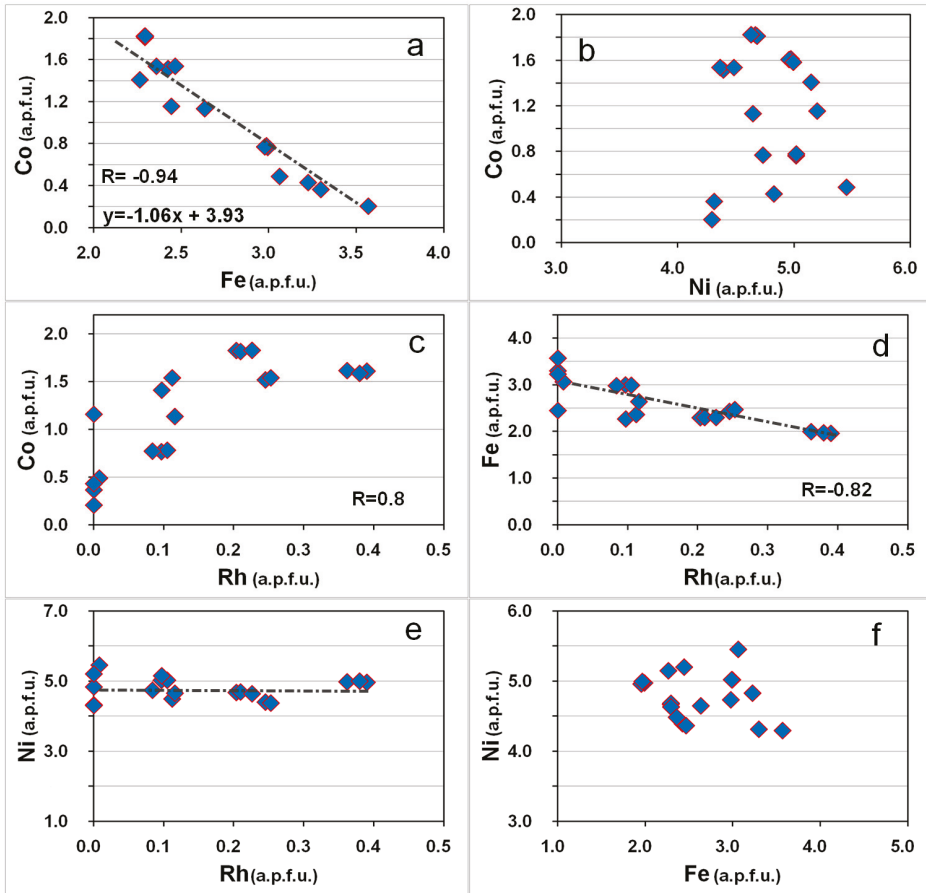 a
Co (a.p.f.u.)
2.0
1.6
1.2
0.8
0.4
0.0
R= -0.94
y=-1.06x + 3.93
2.0 2.5 3.0 3.5 4.0
Fe (a.p.f.u.)
b
Co (a.p.f.u.)
2.0
1.6
1.2
0.8
0.4
0.0
3.0 4.0 5.0 6.0
Ni (a.p.f.u.)
c
Co (a.p.f.u.)
2.0
1.5
1.0
0.5
0.0
R=0.8
0.0 0.1 0.2 0.3 0.4 0.5
Rh (a.p.f.u.)
d
Fe (a.p.f.u.)
4.0
3.0
2.0
1.0
0.0
R=-0.82
0.0 0.1 0.2 0.3 0.4 0.5
Rh(a.p.f.u.)
e
Ni (a.p.f.u.)
7.0
5.0
3.0
1.0
0.0 0.1 0.2 0.3 0.4 0.5
Rh(a.p.f.u.)
f
Ni (a.p.f.u.)
6.0
5.0
4.0
3.0
1.0 2.0 3.0 4.0 5.0
Fe (a.p.f.u.)